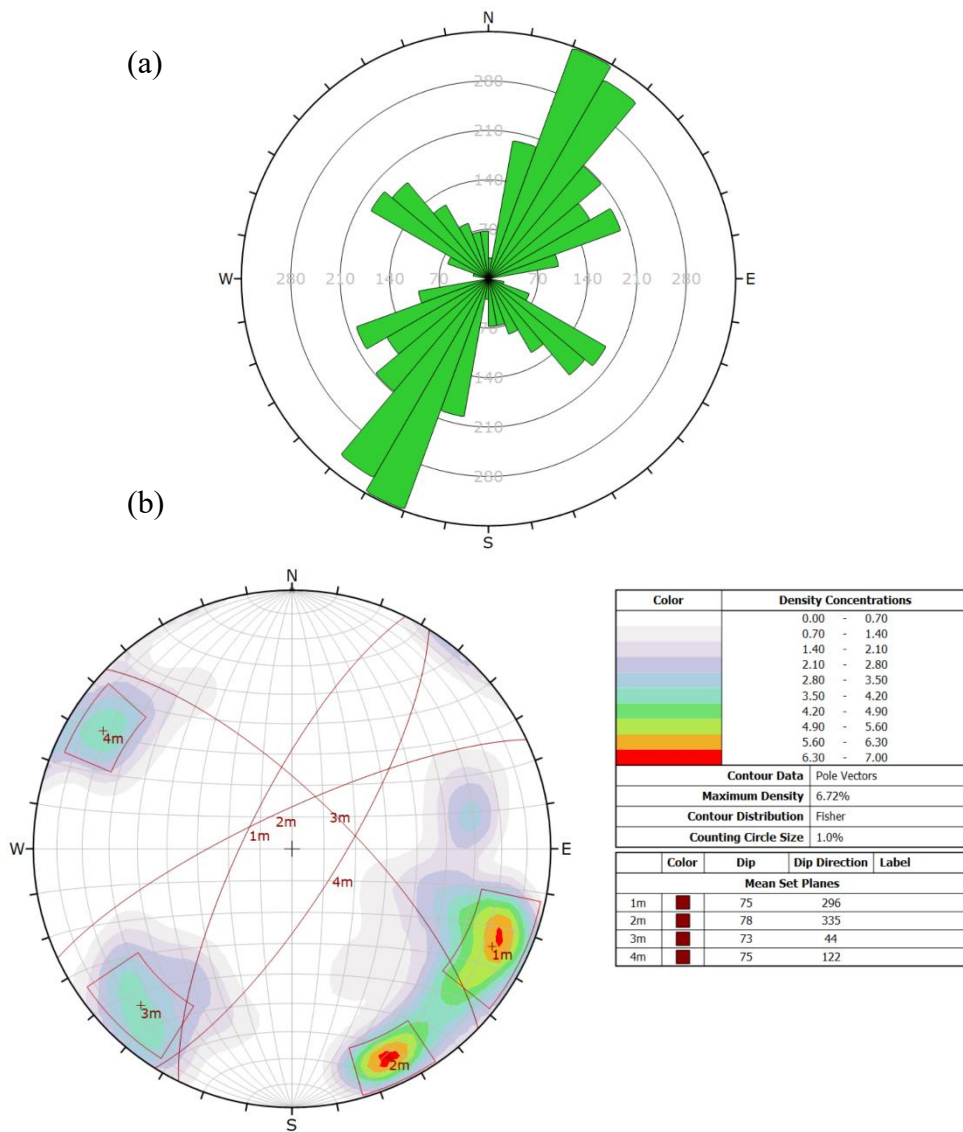 (a)
N
280
210
140
70
W 280 210 140 70 70 140 210 280 E
70
140
210
280
S
(b)
N
W
E
S
4m
3m
2m
1m
4m
1m
3m
2m
Color Density Concentrations
0.00 - 0.70
0.70 - 1.40
1.40 - 2.10
2.10 - 2.80
2.80 - 3.50
3.50 - 4.20
4.20 - 4.90
4.90 - 5.60
5.60 - 6.30
6.30 - 7.00
Contour Data Pole Vectors
Maximum Density 6.72%
Contour Distribution Fisher
Counting Circle Size 1.0%
Color Dip Dip Direction Label
Mean Set Planes
1m 75 296
2m 78 335
3m 73 44
4m 75 122